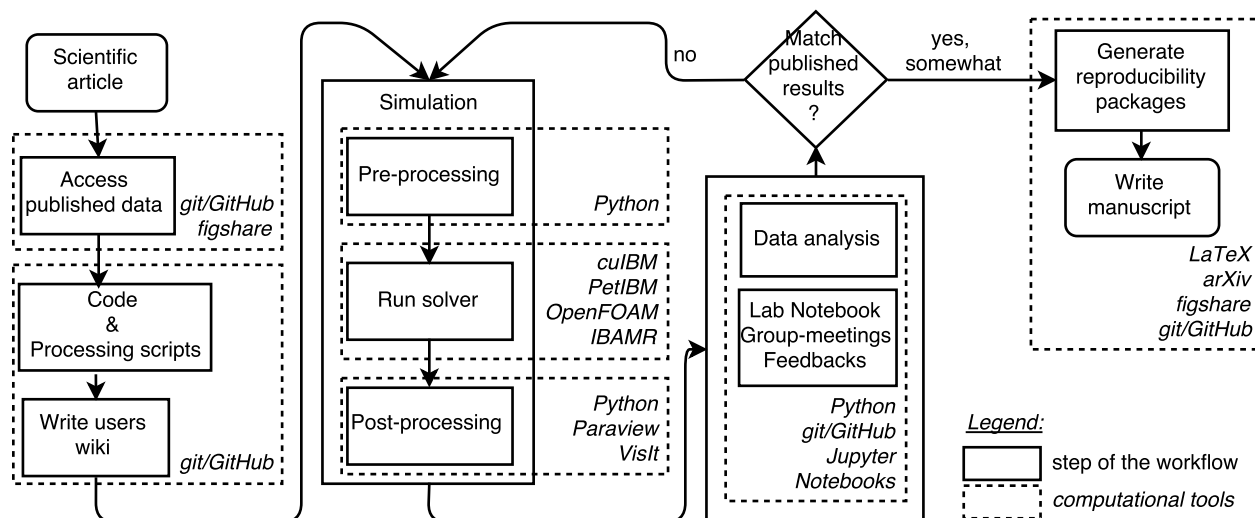 Scientific
article
Access
published data
git/GitHub
figshare
Code
&
Processing scripts
Write users
wiki
git/GitHub
Simulation
Pre-processing
Python
Run solver
cuIBM
PetIBM
OpenFOAM
IBAMR
Post-processing
Python
Paraview
VisIt
Data analysis
Lab Notebook
Group-meetings
Feedbacks
Python
git/GitHub
Jupyter
Notebooks
Match
published
results
?
no
yes,
somewhat
Generate
reproducibility
packages
Write
manuscript
LaTeX
arXiv
figshare
git/GitHub
Legend:
step of the workflow
computational tools